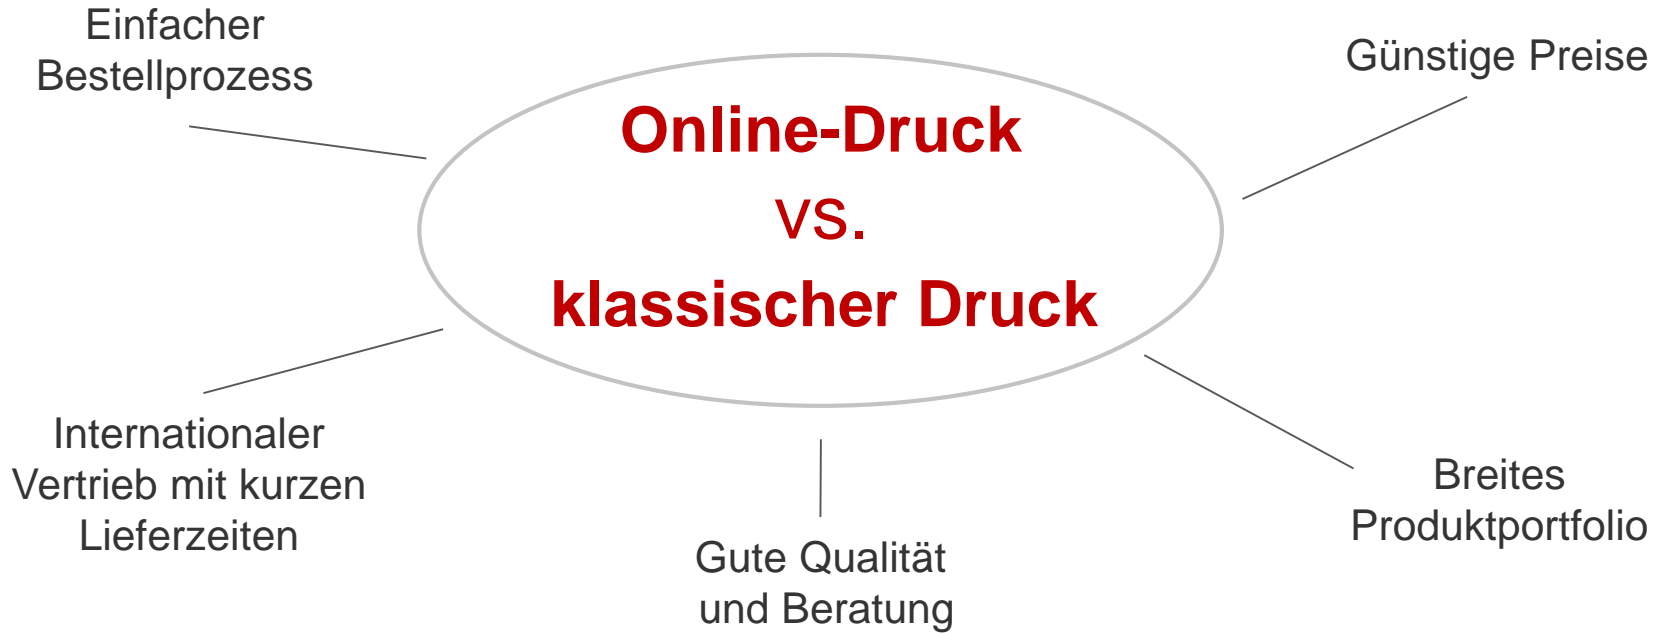 Einfacher
Bestellprozess
Günstige Preise
Online-Druck
vs.
klassischer Druck
Internationaler
Vertrieb mit kurzen
Lieferzeiten
Breites
Produktportfolio
Gute Qualität
und Beratung